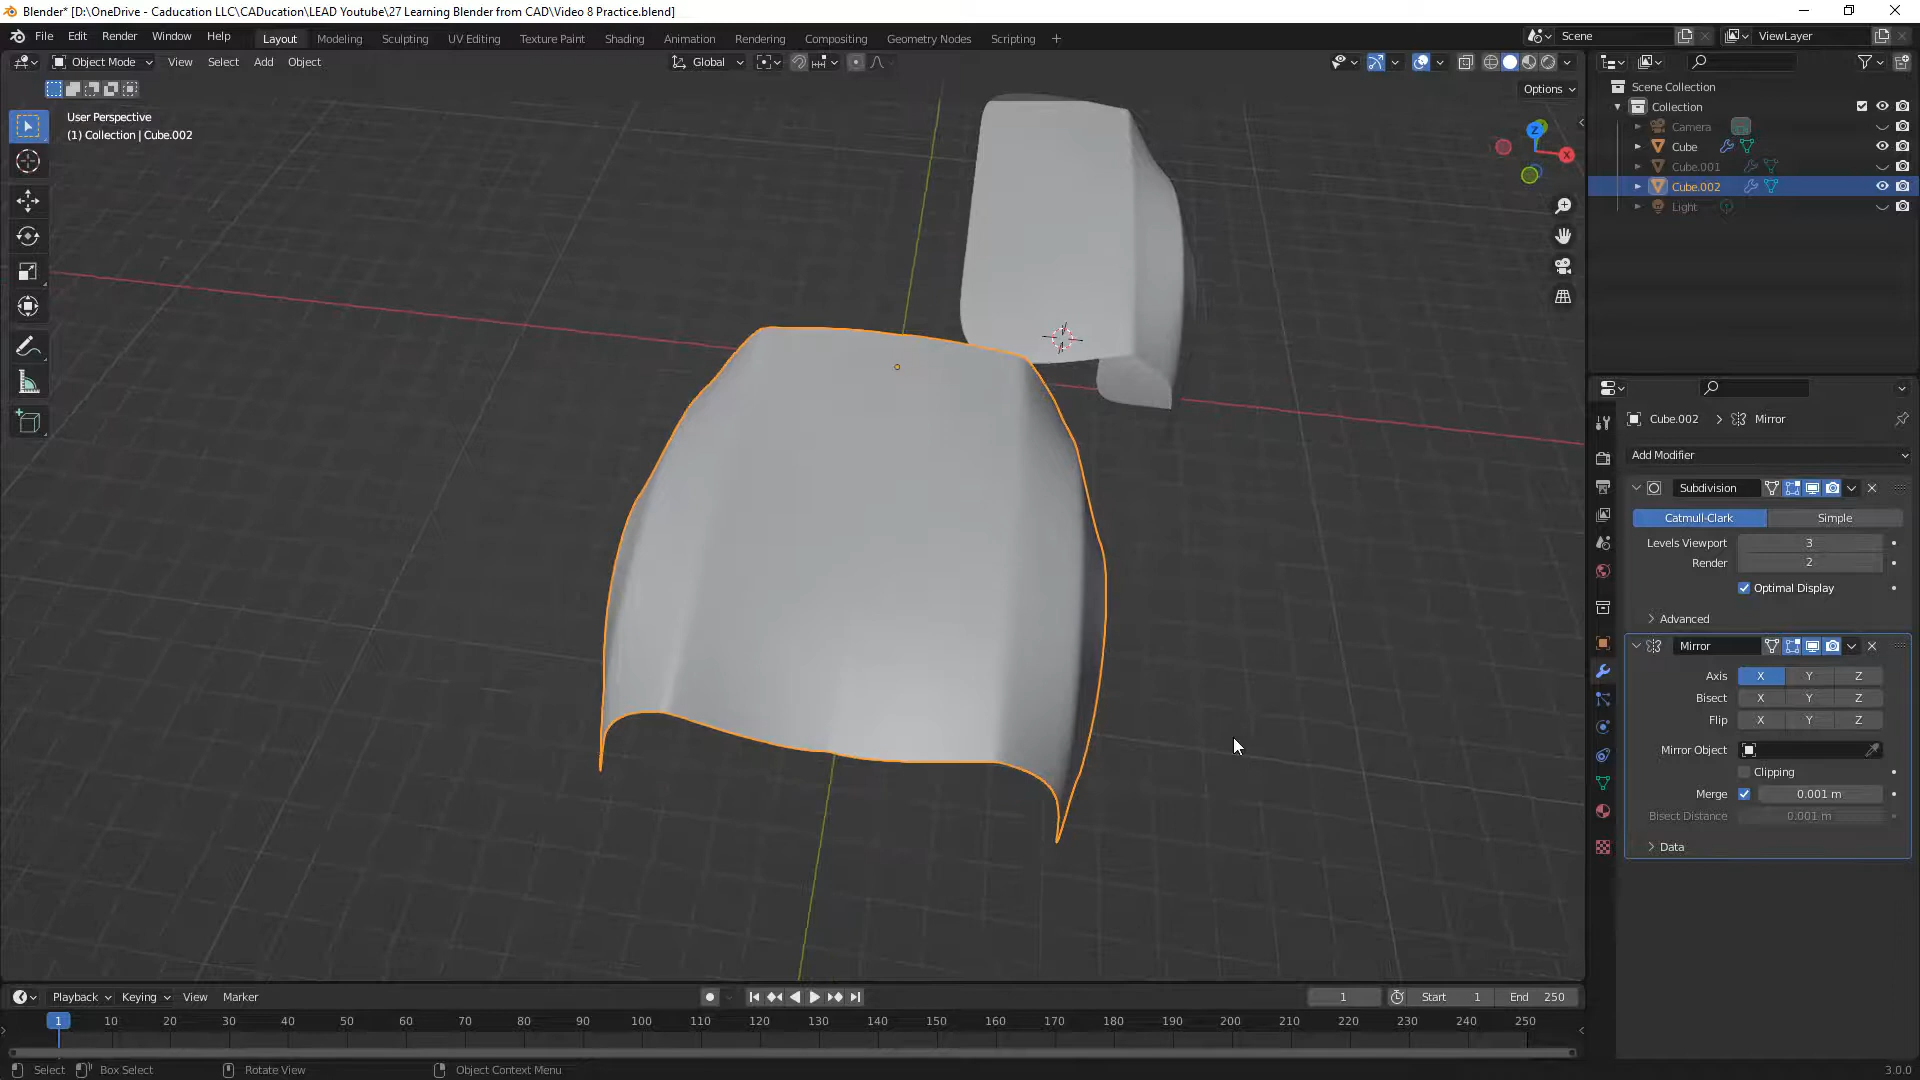 Blender* [D:\OneDrive - Caducation LLC\CADucation\LEAD Youtube\27 Learning Blender from CAD\Video 8 Practice.blend]
File Edit Render Window Help Layout Modeling Sculpting UV Editing Texture Paint Shading Animation Rendering Compositing Geometry Nodes Scripting + Scene ViewLayer
Object Mode View Select Add Object Global
Options
User Perspective
(1) Collection | Cube.002
Z
X
Scene Collection
Collection
Camera
Cube
Cube.001
Cube.002
Light
Cube.002 > Mirror
Add Modifier
Subdivision
Catmull-Clark Simple
Levels Viewport 3
Render 2
Optimal Display
Advanced
Mirror
Axis X Y Z
Bisect X Y Z
Flip X Y Z
Mirror Object
Clipping
Merge 0.001 m
Bisect Distance 0.001 m
Data
Playback Keying View Marker 1 Start 1 End 250
1 10 20 30 40 50 60 70 80 90 100 110 120 130 140 150 160 170 180 190 200 210 220 230 240 250
Select Box Select Rotate View Object Context Menu 3.0.0